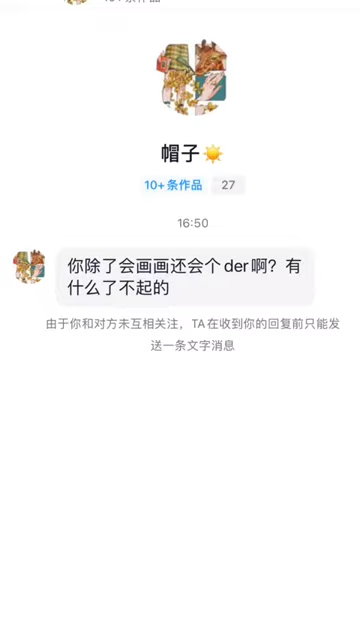 帽子☀️
10+条作品 27
16:50
你除了会画画还会个der啊？有
什么了不起的
由于你和对方未互相关注，TA在收到你的回复前只能发
送一条文字消息